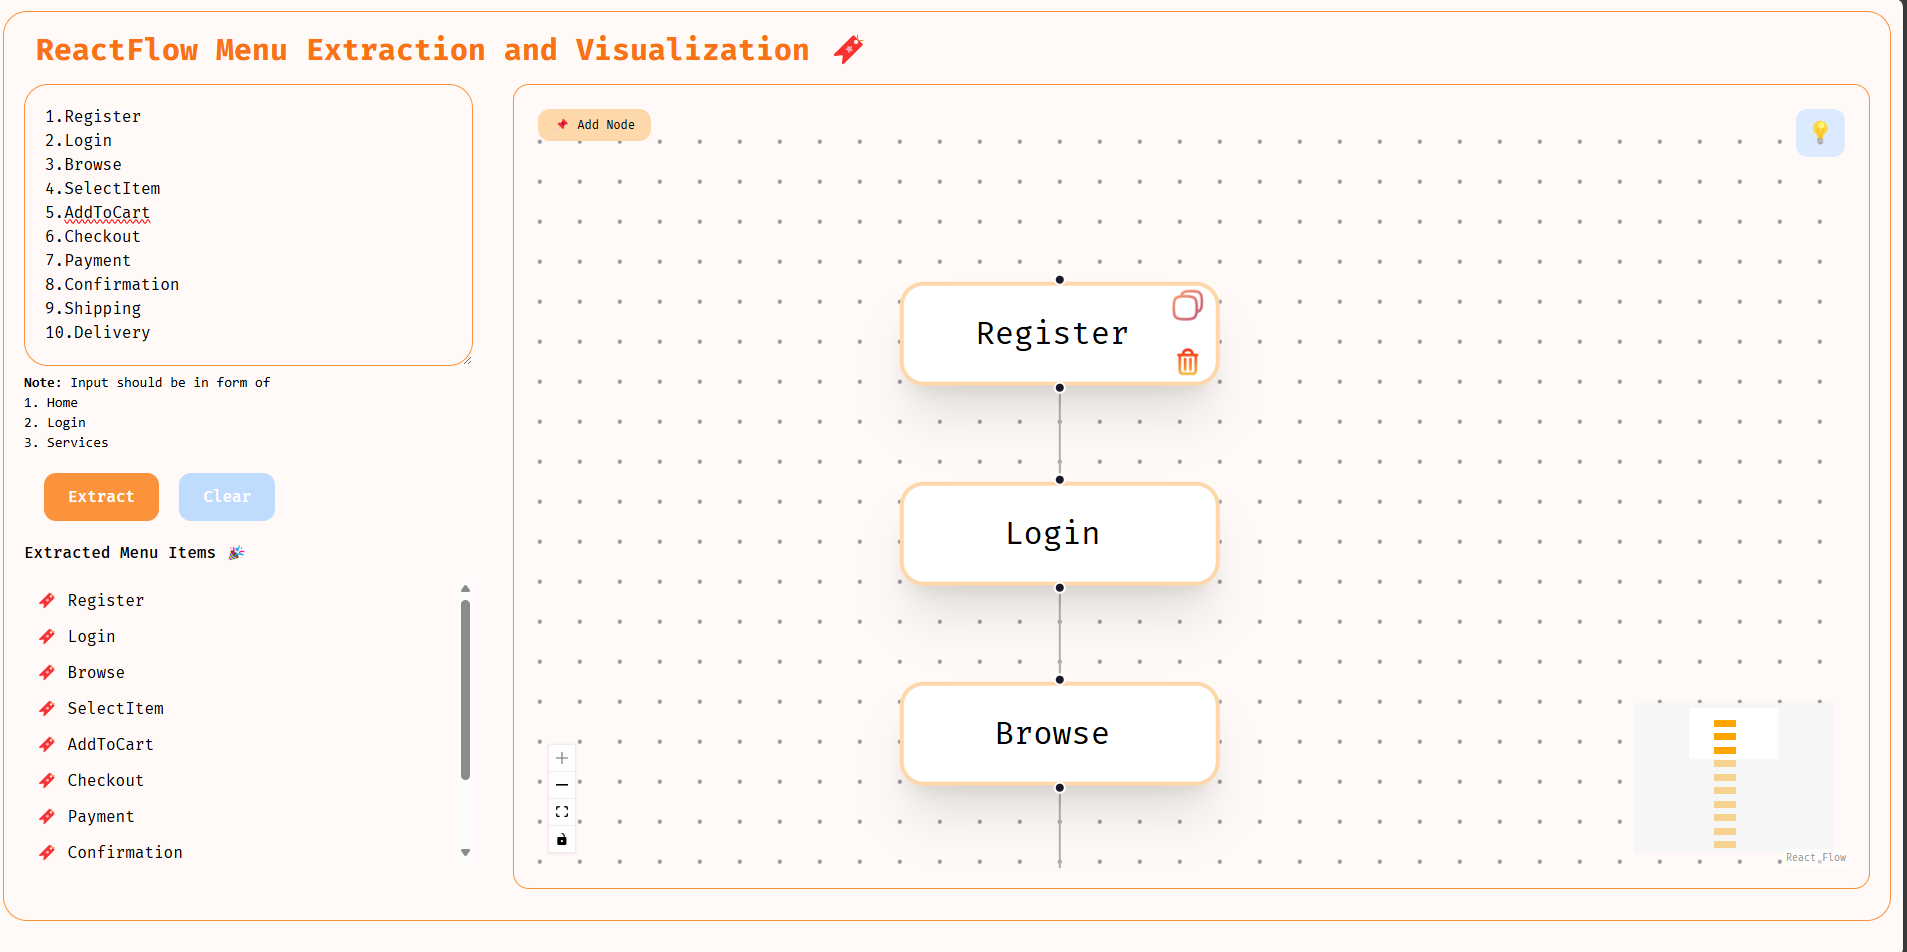 ReactFlow Menu Extraction and Visualization
1.Register
2.Login
3.Browse
4.SelectItem
5.AddToCart
6.Checkout
7.Payment
8.Confirmation
9.Shipping
10.Delivery
Note: Input should be in form of
1. Home
2. Login
3. Services
Extract
Clear
Extracted Menu Items
Register
Login
Browse
SelectItem
AddToCart
Checkout
Payment
Confirmation
Add Node
Register
Login
Browse
React Flow